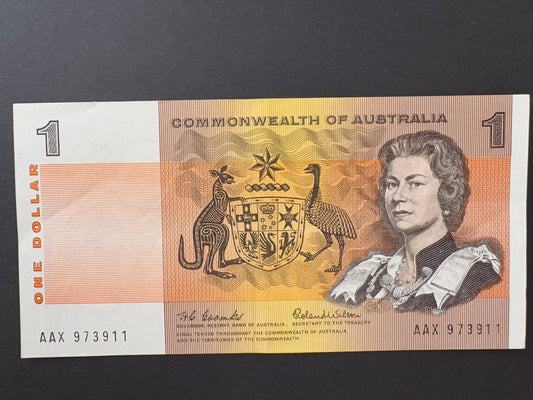 COMMONWEALTH OF AUSTRALIA
1
1
ONE DOLLAR
H.C. Coombs
Roland Wilson
GOVERNOR, RESERVE BANK OF AUSTRALIA.
SECRETARY TO THE TREASURY
LEGAL TENDER THROUGHOUT THE COMMONWEALTH OF AUSTRALIA
AND THE TERRITORIES OF THE COMMONWEALTH
AAX 973911
AAX 973911